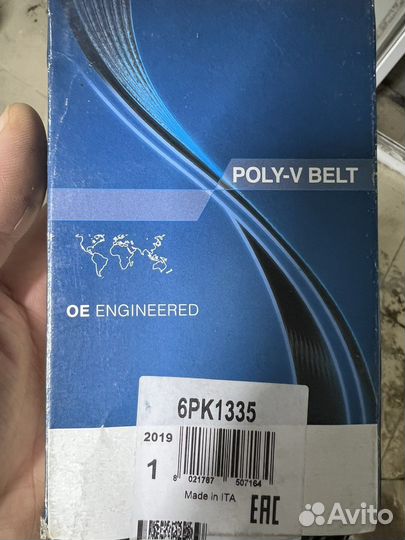 POLY-V BELT
OE ENGINEERED
6PK1335
2019
1
8 021787 507164
Made in ITA
EAC
Avito